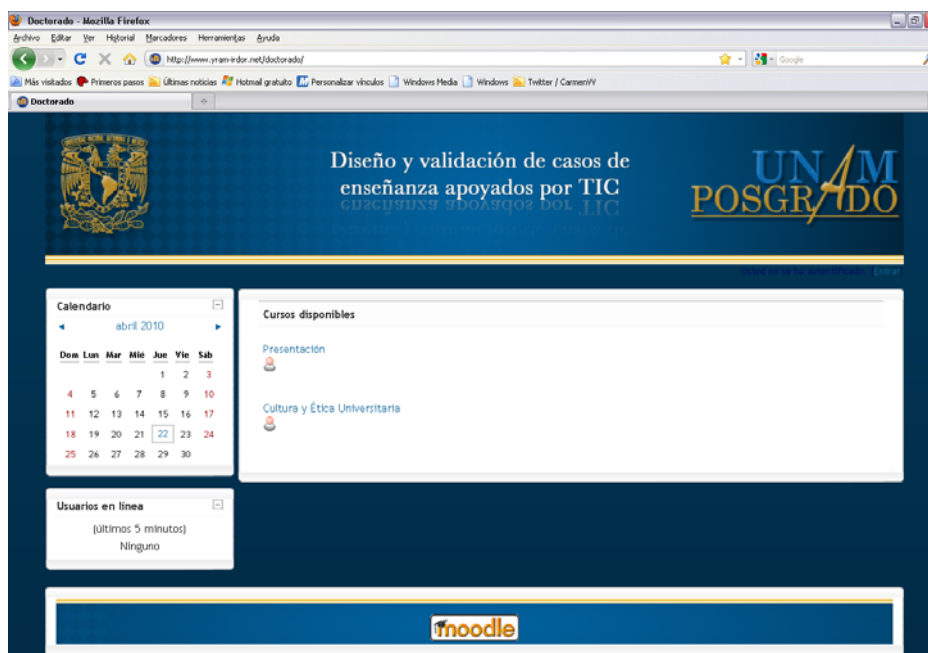 Doctorado - Mozilla Firefox
Archivo Editar Ver Historial Marcadores Herramientas Ayuda
http://www.yram-irdor.net/doctorado/
Google
Más visitados Primeros pasos Últimas noticias Hotmail gratuito Personalizar vínculos Windows Media Windows Twitter / CarmenVV
Doctorado
Diseño y validación de casos de
enseñanza apoyados por TIC
UNAM
POSGRADO
Usted no se ha autentificado. (Entrar)
Calendario
abril 2010
Dom Lun Mar Mié Jue Vie Sáb
1 2 3
4 5 6 7 8 9 10
11 12 13 14 15 16 17
18 19 20 21 22 23 24
25 26 27 28 29 30
Cursos disponibles
Presentación
Cultura y Ética Universitaria
Usuarios en línea
(últimos 5 minutos)
Ninguno
moodle